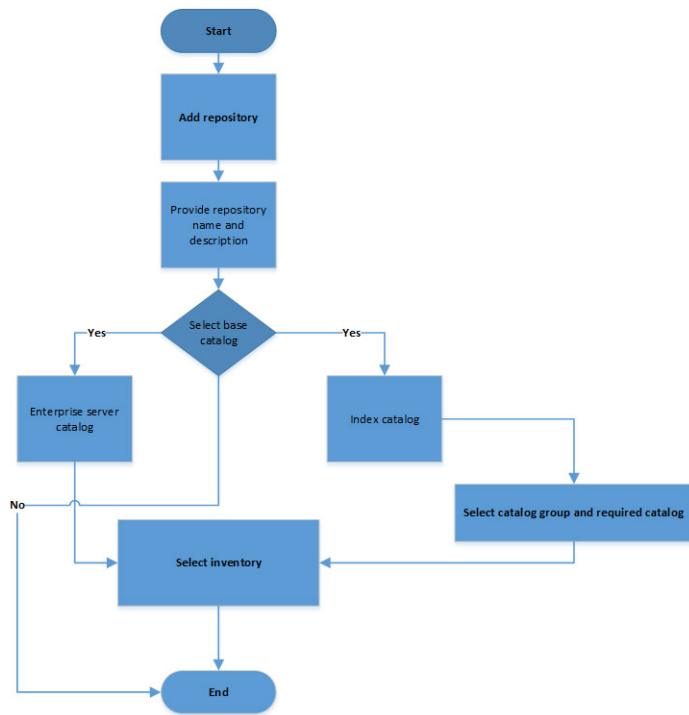 Start
Add repository
Provide repository
name and
description
Select base
catalog
Yes
Yes
Enterprise server
catalog
Index catalog
No
Select catalog group and required catalog
Select inventory
End